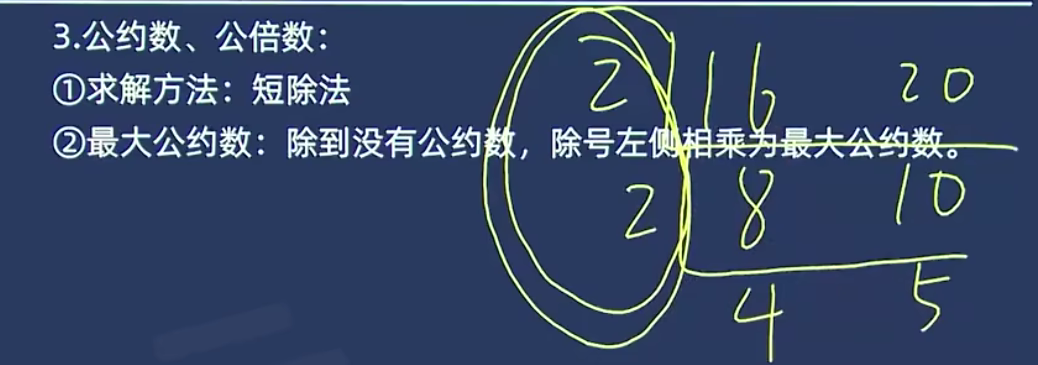 3.公约数、公倍数：
①求解方法：短除法
②最大公约数：除到没有公约数，除号左侧相乘为最大公约数。
2 16 20
2 8 10
4 5